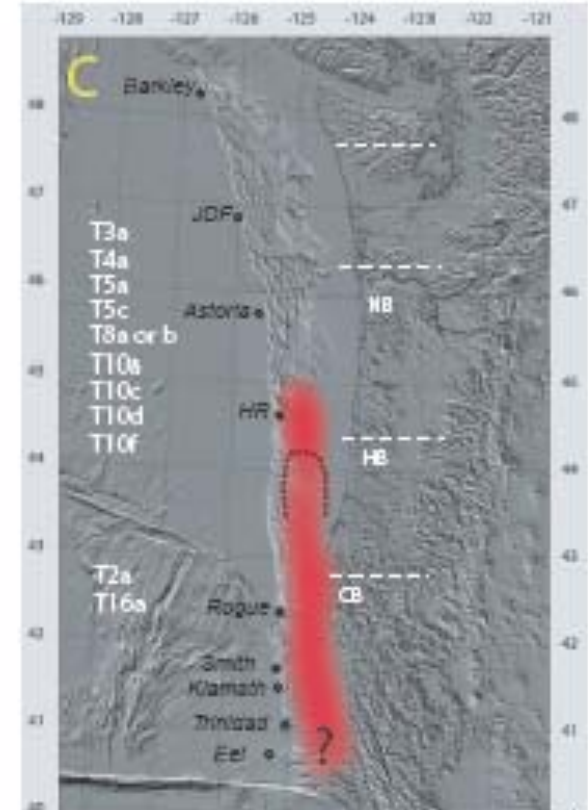 -129 -128 -127 -126 -125 -124 -123 -122 -121
C
Barkley
48
48
47
47
JDF
T3a
T4a
46
T5a
46
Astoria
NB
T5c
T8a or b
T10a
45
45
T10c
HR
T10d
T10f
HB
44
44
43
43
T2a
CB
T16a
Rogue
42
42
Smith
Klamath
Trinidad
41
41
Eel
?
40